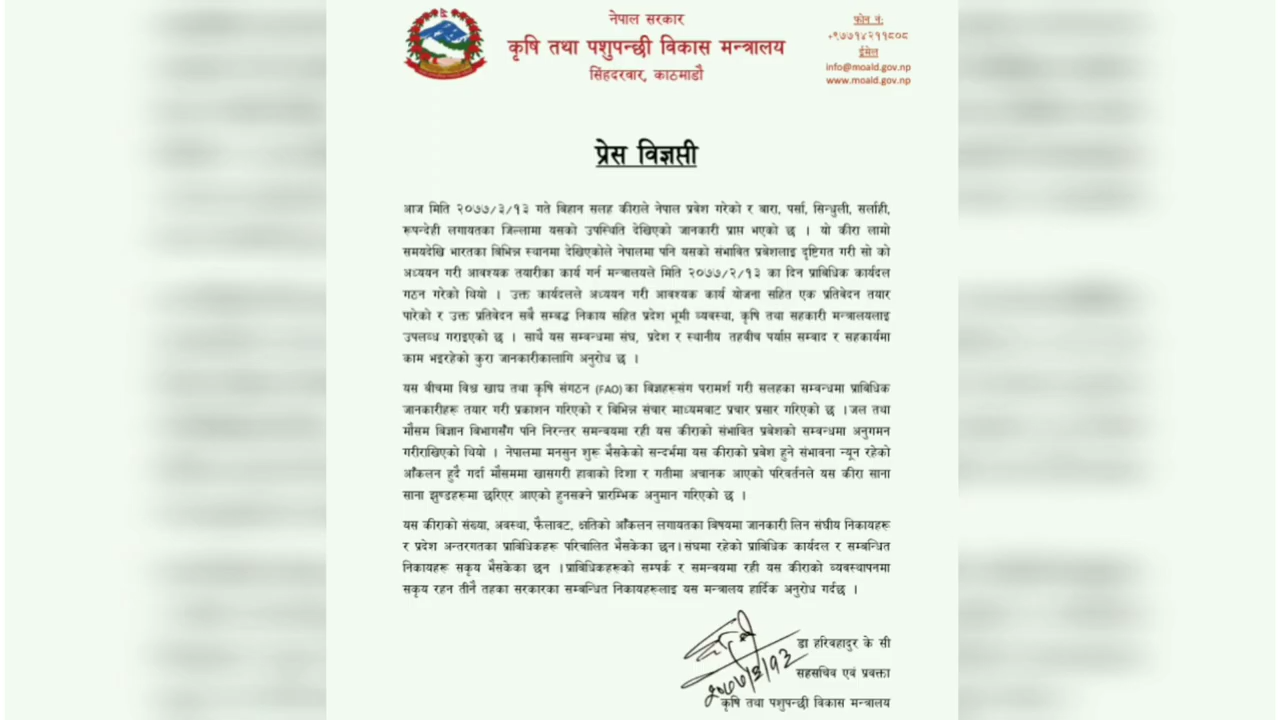 नेपाल सरकार
कृषि तथा पशुपन्छी विकास मन्त्रालय
सिंहदरवार, काठमाडौं
फोन नं:
+९७७१४२११८०८
ईमेल
info@moald.gov.np
www.moald.gov.np
प्रेस विज्ञप्ती
आज मिति २०७७/३/१३ गते विहान सलह कीराले नेपाल प्रवेश गरेको र बारा, पर्सा, सिन्धुली, सर्लाही,
रूपन्देही लगायतका जिल्लामा यसको उपस्थिति देखिएको जानकारी प्राप्त भएको छ । यो कीरा लामो
समयदेखि भारतका विभिन्न स्थानमा देखिएकोले नेपालमा पनि यसको संभावित प्रवेशलाइ दृष्टिगत गरी सो को
अध्ययन गरी आवश्यक तयारीका कार्य गर्न मन्त्रालयले मिति २०७७/२/१३ का दिन प्राविधिक कार्यदल
गठन गरेको थियो । उक्त कार्यदलले अध्ययन गरी आवश्यक कार्य योजना सहित एक प्रतिवेदन तयार
पारेको र उक्त प्रतिवेदन सवै सम्बद्ध निकाय सहित प्रदेश भूमी व्यवस्था, कृषि तथा सहकारी मन्त्रालयलाइ
उपलब्ध गराइएको छ । साथै यस सम्बन्धमा संघ, प्रदेश र स्थानीय तहवीच पर्याप्त सम्वाद र सहकार्यमा
काम भइरहेको कुरा जानकारीकालागि अनुरोध छ ।
यस वीचमा विश्व खाद्य तथा कृषि संगठन (FAO) का विज्ञहरूसंग परामर्श गरी सलहका सम्बन्धमा प्राविधिक
जानकारीहरू तयार गरी प्रकाशन गरिएको र विभिन्न संचार माध्यमबाट प्रचार प्रसार गरिएको छ ।जल तथा
मौसम विज्ञान विभागसँग पनि निरन्तर समन्वयमा रही यस कीराको संभावित प्रवेशको सम्बन्धमा अनुगमन
गरीराखिएको थियो । नेपालमा मनसुन शुरू भैसकेको सन्दर्भमा यस कीराको प्रवेश हुने संभावना न्यून रहेको
आँकलन हुदै गर्दा मौसममा खासगरी हावाको दिशा र गतीमा अचानक आएको परिवर्तनले यस कीरा साना
साना झुण्डहरूमा छरिएर आएको हुनसक्ने प्रारम्भिक अनुमान गरिएको छ ।
यस कीराको संख्या, अवस्था, फैलावट, क्षतिको आँकलन लगायतका विषयमा जानकारी लिन संघीय निकायहरू
र प्रदेश अन्तरगतका प्राविधिकहरू परिचालित भैसकेका छन।संघमा रहेको प्राविधिक कार्यदल र सम्बन्धित
निकायहरू सकृय भैसकेका छन ।प्राविधिकहरूको सम्पर्क र समन्वयमा रही यस कीराको व्यवस्थापनमा
सकृय रहन तीनै तहका सरकारका सम्बन्धित निकायहरूलाइ यस मन्त्रालय हार्दिक अनुरोध गर्दछ ।
डा हरिवहादुर के सी
२०७७/३/१३
सहसचिव एवं प्रवक्ता
कृषि तथा पशुपन्छी विकास मन्त्रालय